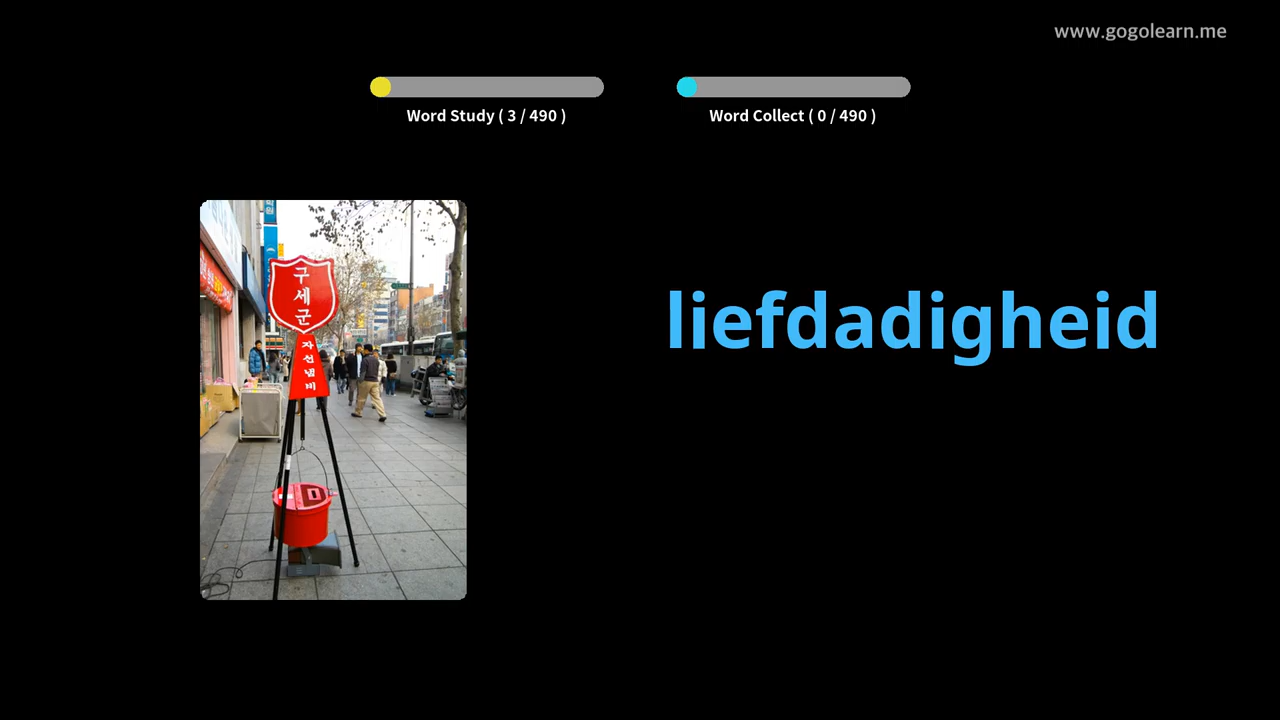 www.gogolearn.me
Word Study ( 3 / 490 )
Word Collect ( 0 / 490 )
구세군
자선냄비
liefdadigheid